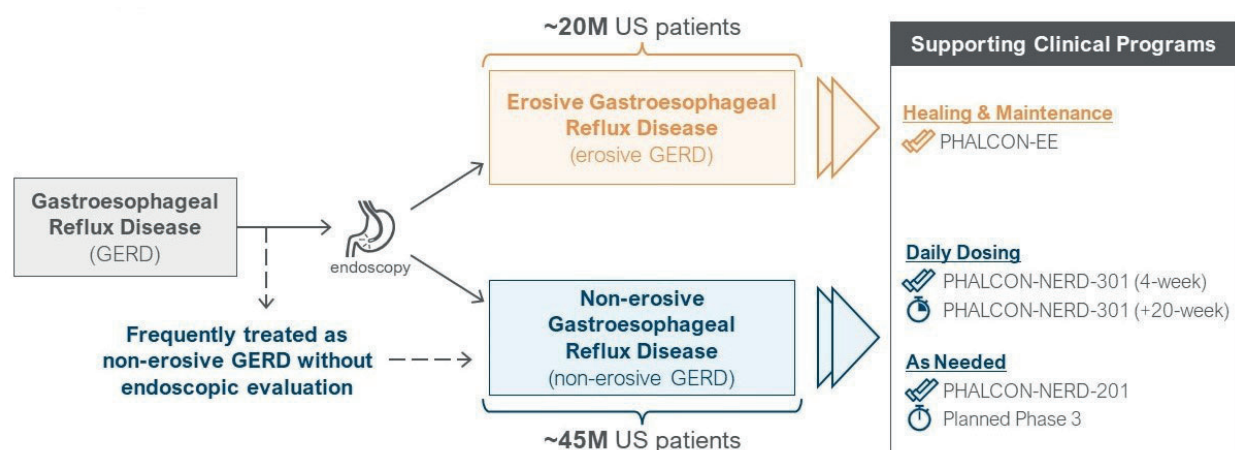 ~20M US patients
Erosive Gastroesophageal
Reflux Disease
(erosive GERD)
Gastroesophageal
Reflux Disease
(GERD)
endoscopy
Frequently treated as
non-erosive GERD without
endoscopic evaluation
Non-erosive
Gastroesophageal
Reflux Disease
(non-erosive GERD)
~45M US patients
Supporting Clinical Programs
Healing & Maintenance
PHALCON-EE
Daily Dosing
PHALCON-NERD-301 (4-week)
PHALCON-NERD-301 (+20-week)
As Needed
PHALCON-NERD-201
Planned Phase 3